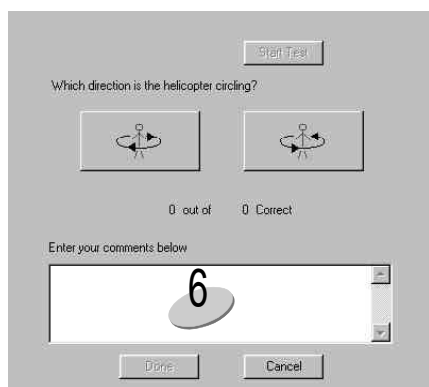 Start Test
Which direction is the helicopter circling?
0 out of 0 Correct
Enter your comments below
6
Done Cancel